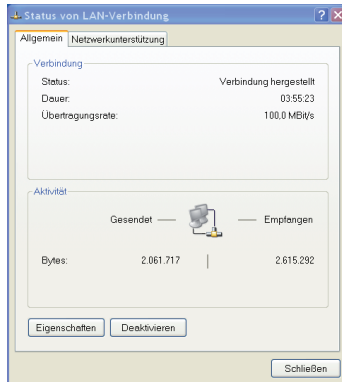 Status von LAN-Verbindung
Allgemein Netzwerkunterstützung
Verbindung
Status: Verbindung hergestellt
Dauer: 03:55:23
Übertragungsrate: 100,0 MBit/s
Aktivität
Gesendet Empfangen
Bytes: 2.061.717 2.615.292
Eigenschaften Deaktivieren
Schließen